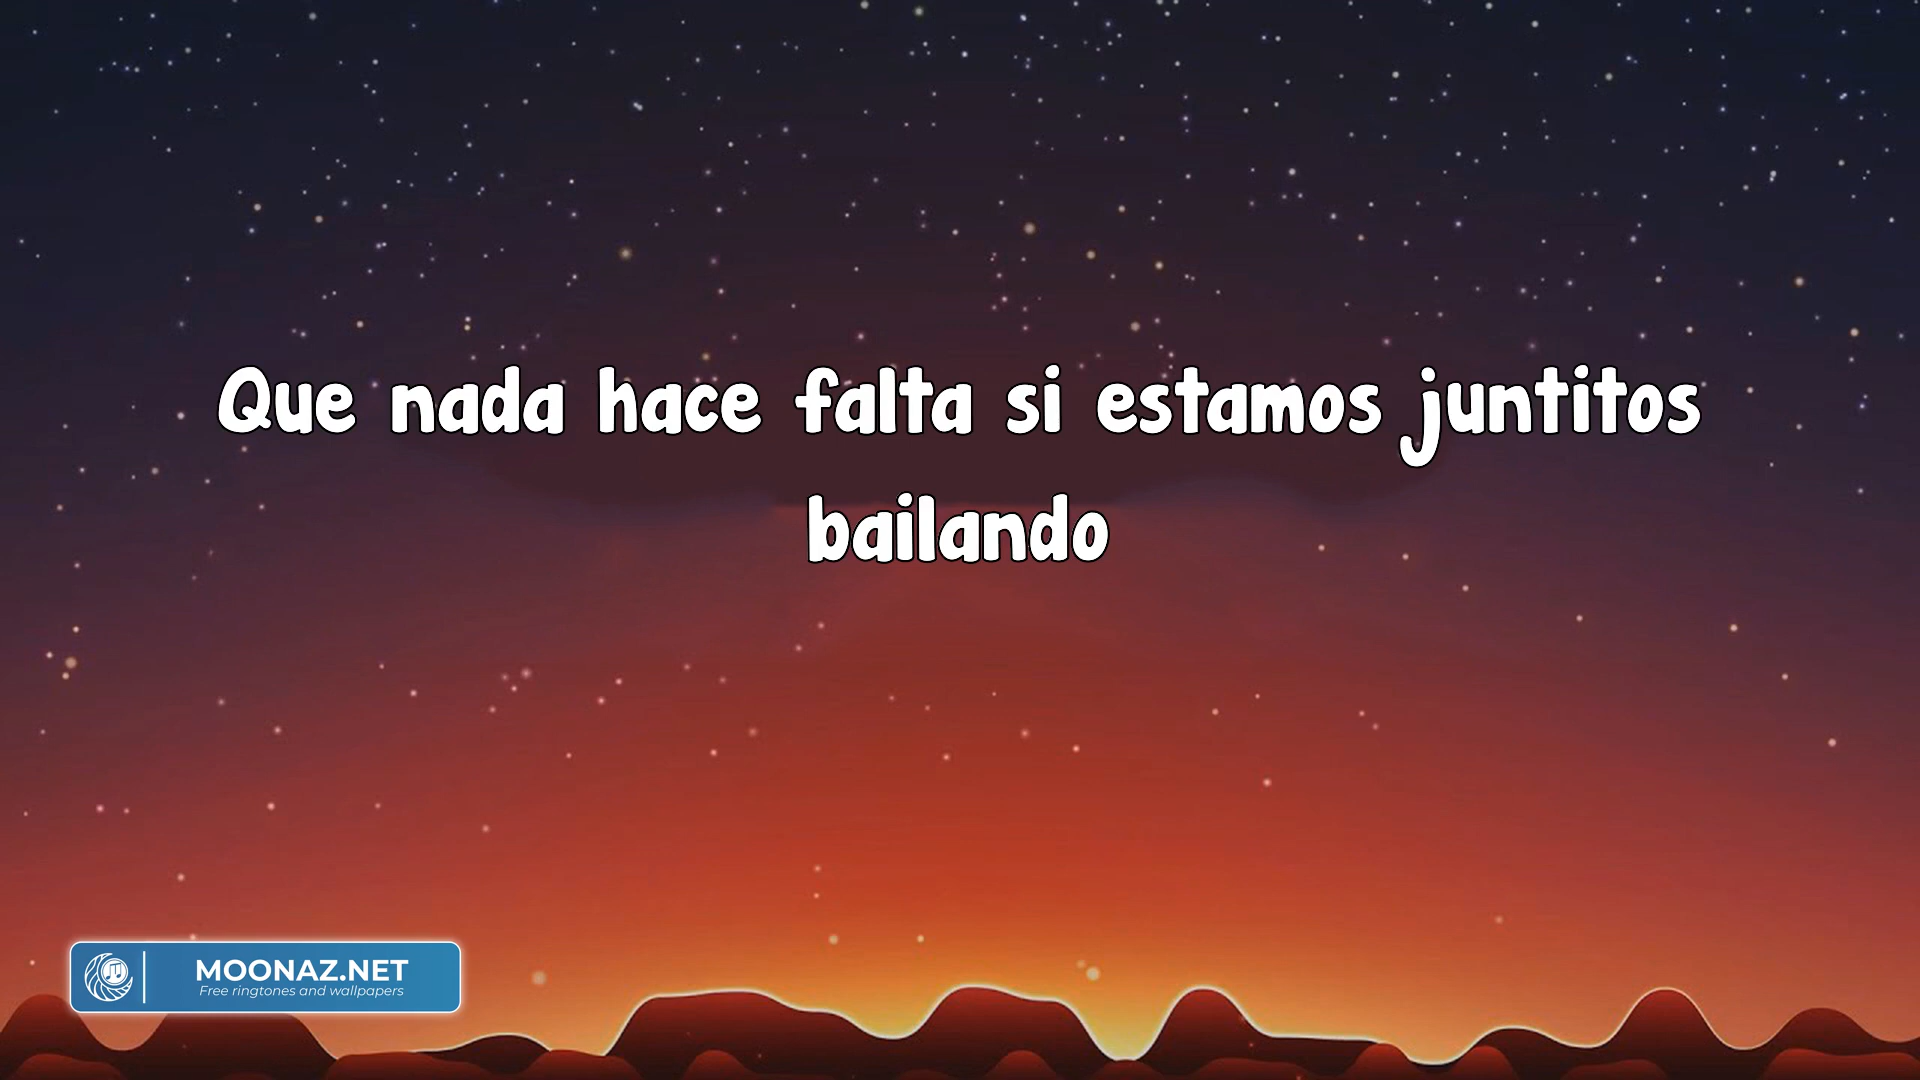 Que nada hace falta si estamos juntitos
bailando
MOONAZ.NET
Free ringtones and wallpapers